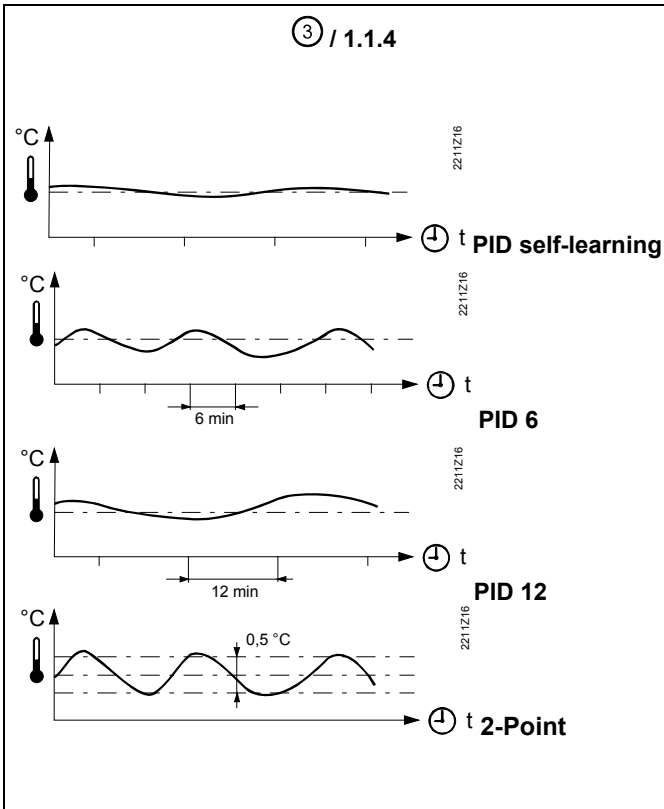 3 / 1.1.4
°C
2211Z16
t PID self-learning
°C
2211Z16
t
6 min
PID 6
°C
2211Z16
t
12 min
PID 12
°C
2211Z16
0,5 °C
t 2-Point